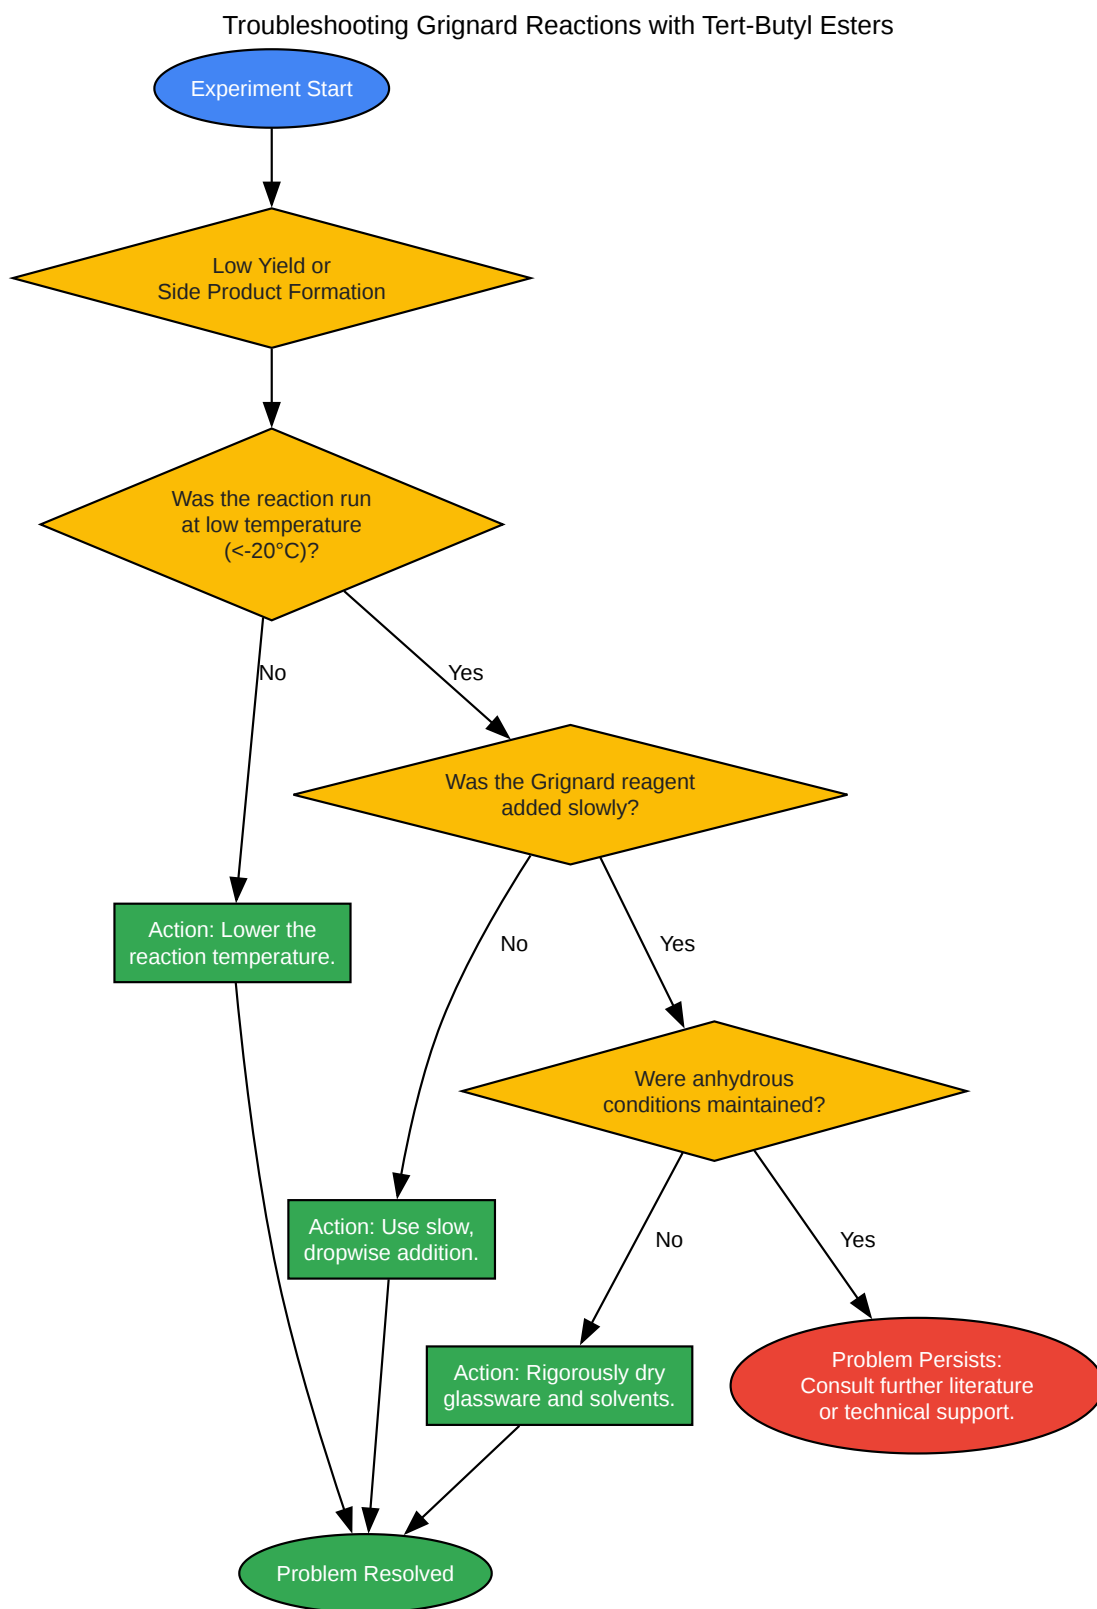 Troubleshooting Grignard Reactions with Tert-Butyl Esters
Experiment Start
Low Yield or
Side Product Formation
Was the reaction run
at low temperature
(<-20°C)?
No
Yes
Was the Grignard reagent
added slowly?
Action: Lower the
reaction temperature.
No
Yes
Were anhydrous
conditions maintained?
Action: Use slow,
dropwise addition.
No
Yes
Action: Rigorously dry
glassware and solvents.
Problem Persists:
Consult further literature
or technical support.
Problem Resolved